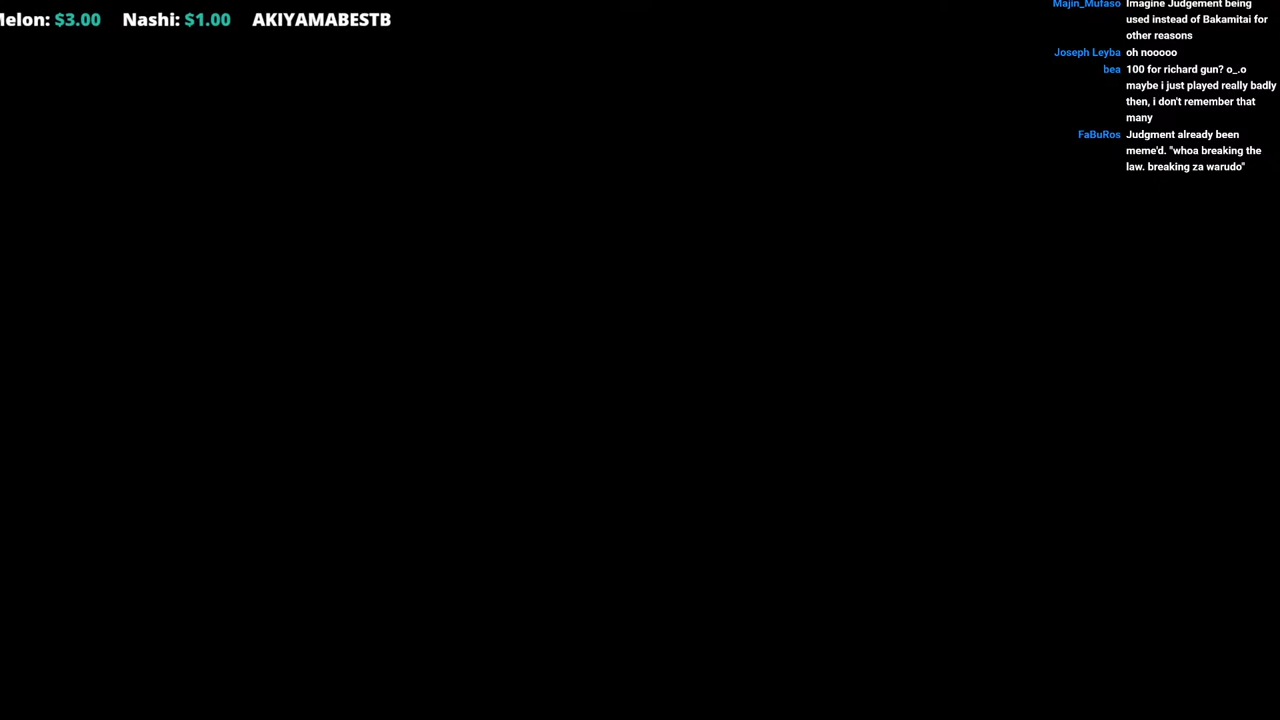 Melon: $3.00 Nashi: $1.00 AKIYAMABESTB
Majin_Mufaso Imagine Judgement being
used instead of Bakamitai for
other reasons
Joseph Leyba oh nooooo
bea 100 for richard gun? o_.o
maybe i just played really badly
then, i don't remember that
many
FaBuRos Judgment already been
meme'd. "whoa breaking the
law. breaking za warudo"